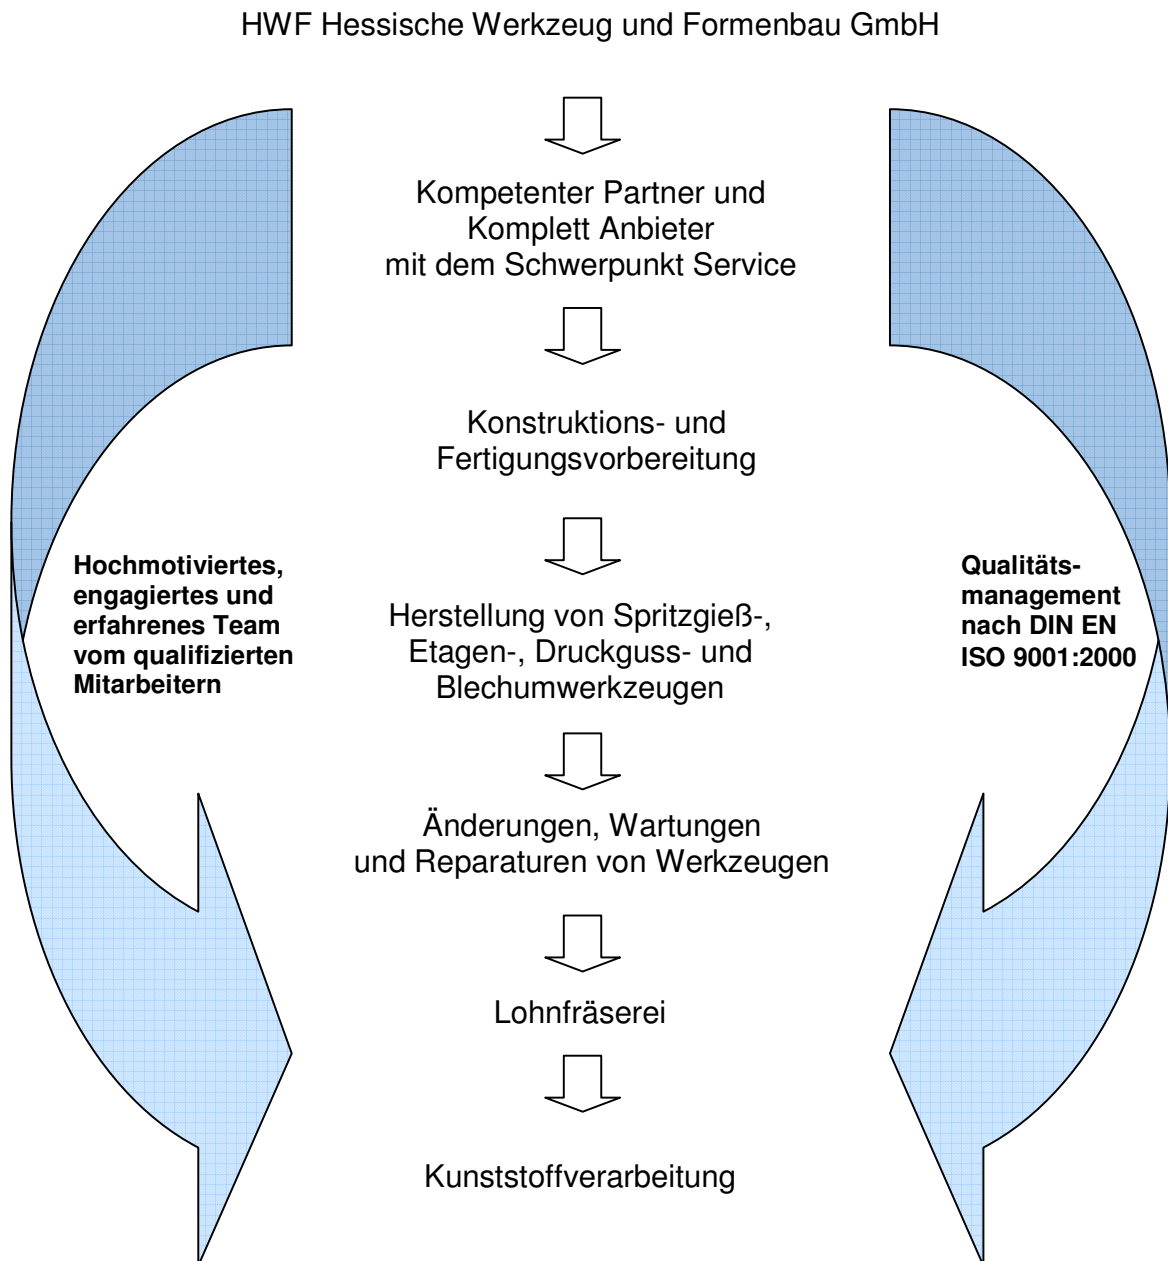 HWF Hessische Werkzeug und Formenbau GmbH
Kompetenter Partner und
Komplett Anbieter
mit dem Schwerpunkt Service
Konstruktions- und
Fertigungsvorbereitung
Hochmotiviertes,
engagiertes und
erfahrenes Team
vom qualifizierten
Mitarbeitern
Herstellung von Spritzgieß-,
Etagen-, Druckguss- und
Blechumwerkzeugen
Qualitäts-
management
nach DIN EN
ISO 9001:2000
Änderungen, Wartungen
und Reparaturen von Werkzeugen
Lohnfräserei
Kunststoffverarbeitung